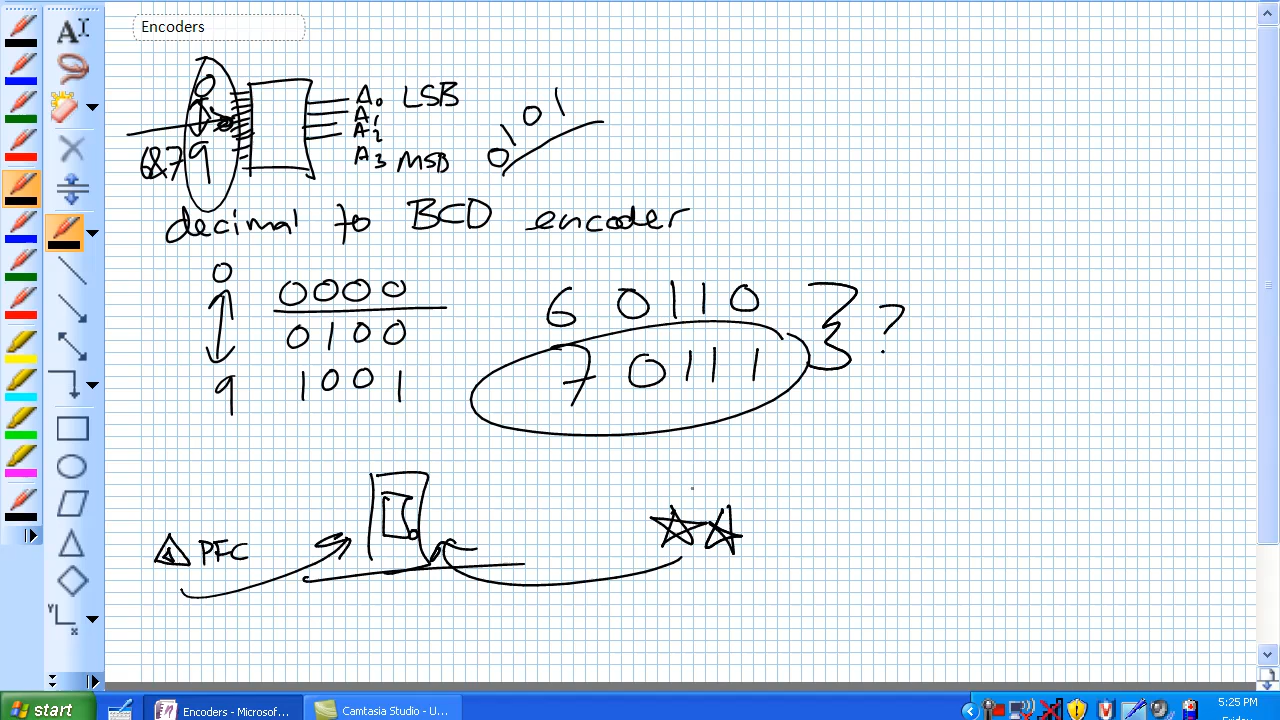 Encoders
0
A0 LSB
A1
A2
A3 MSB
0101
6&7 9
decimal to BCD encoder
0 0000
0100
9 1001
6 0110
7 0111
?
PFC
start
Encoders - Microsof...
Camtasia Studio - U...
5:25 PM
Friday